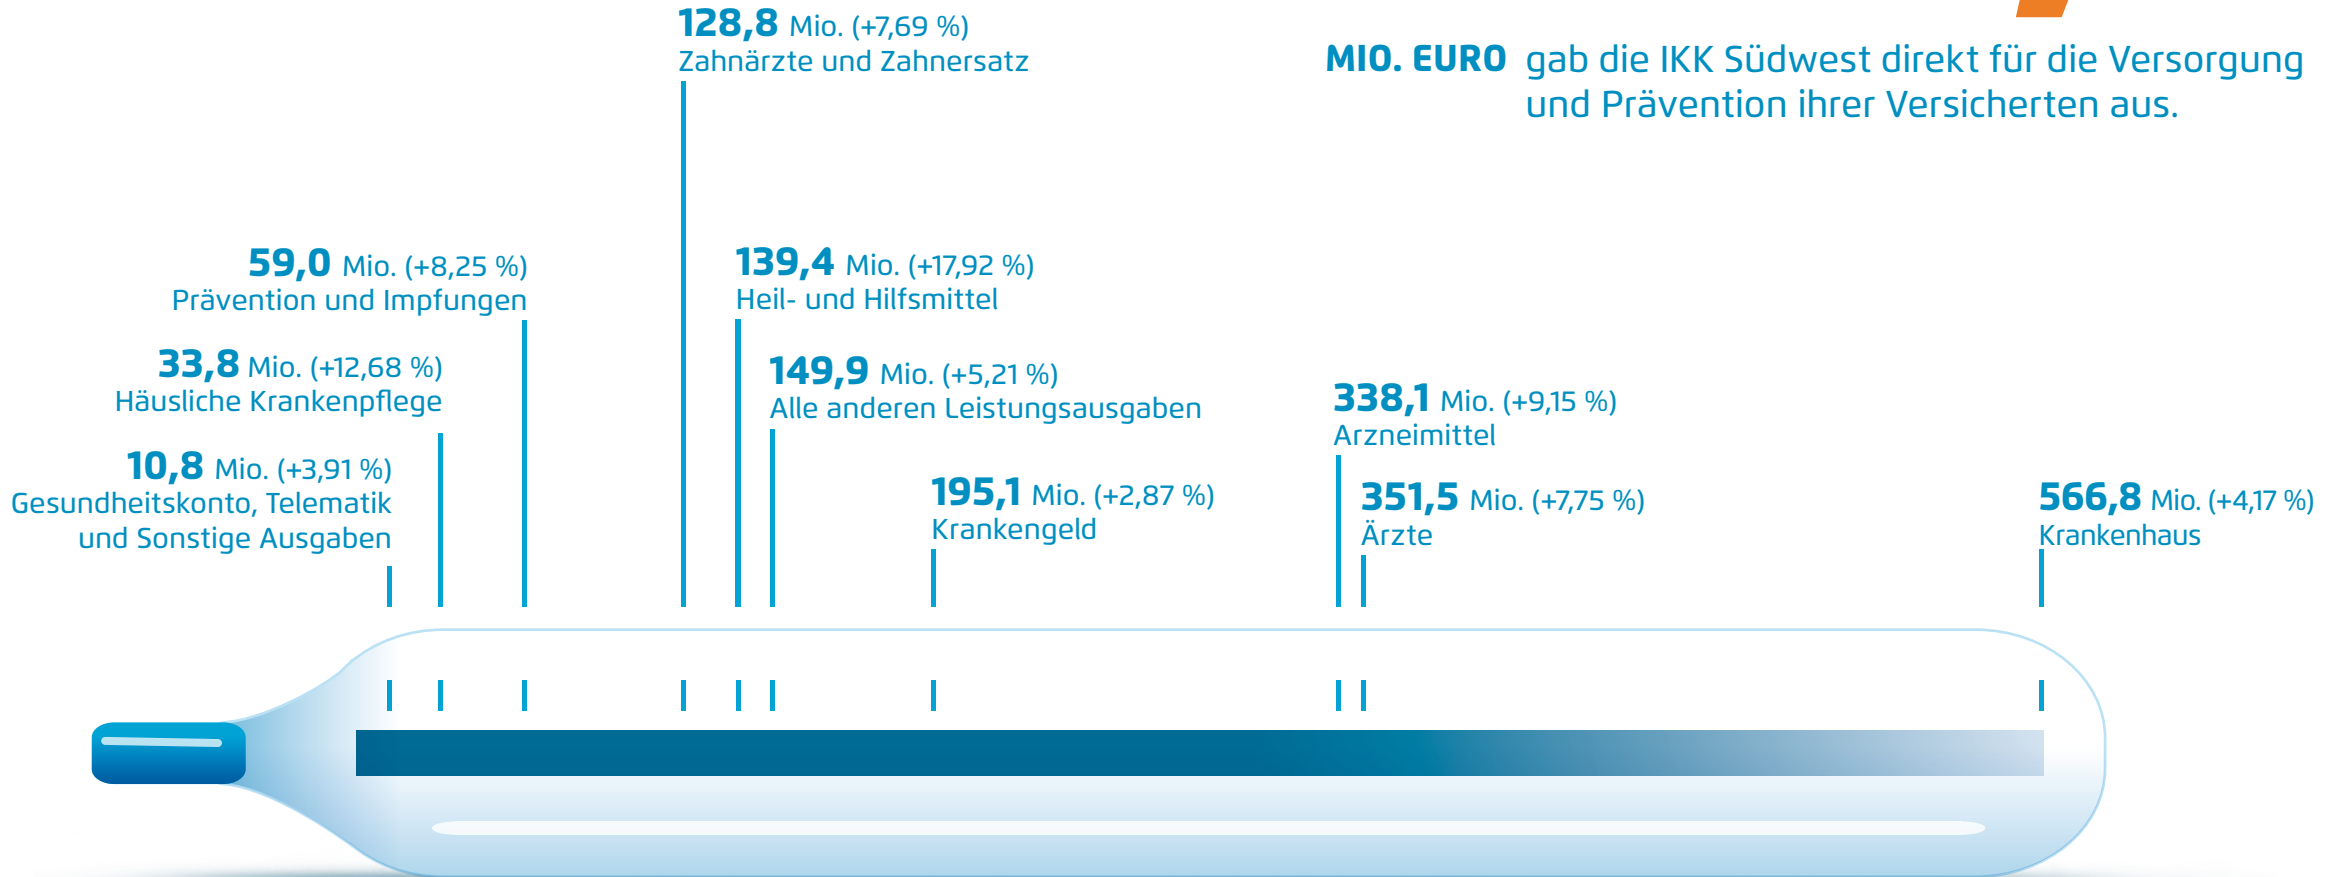 128,8 Mio. (+7,69 %)
Zahnärzte und Zahnersatz
MIO. EURO gab die IKK Südwest direkt für die Versorgung
und Prävention ihrer Versicherten aus.
59,0 Mio. (+8,25 %)
Prävention und Impfungen
139,4 Mio. (+17,92 %)
Heil- und Hilfsmittel
33,8 Mio. (+12,68 %)
Häusliche Krankenpflege
149,9 Mio. (+5,21 %)
Alle anderen Leistungsausgaben
338,1 Mio. (+9,15 %)
Arzneimittel
10,8 Mio. (+3,91 %)
Gesundheitskonto, Telematik
und Sonstige Ausgaben
195,1 Mio. (+2,87 %)
Krankengeld
351,5 Mio. (+7,75 %)
Ärzte
566,8 Mio. (+4,17 %)
Krankenhaus